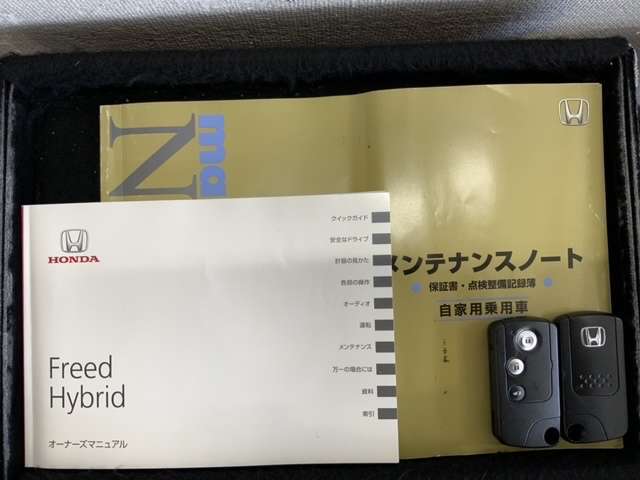 HONDA
Freed
Hybrid
オーナーズマニュアル
クイックガイド
安全なドライブ
計器の見かた
各部の操作
オーディオ
運転
メンテナンス
万一の場合には
資料
索引
ma
N
メンテナンスノート
保証書・点検整備記録簿
自家用乗用車